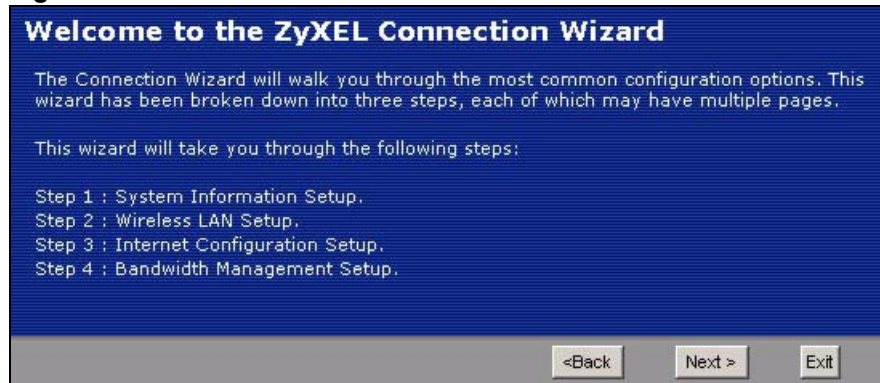 Welcome to the ZyXEL Connection Wizard
The Connection Wizard will walk you through the most common configuration options. This
wizard has been broken down into three steps, each of which may have multiple pages.
This wizard will take you through the following steps:
Step 1 : System Information Setup.
Step 2 : Wireless LAN Setup.
Step 3 : Internet Configuration Setup.
Step 4 : Bandwidth Management Setup.
<Back Next > Exit